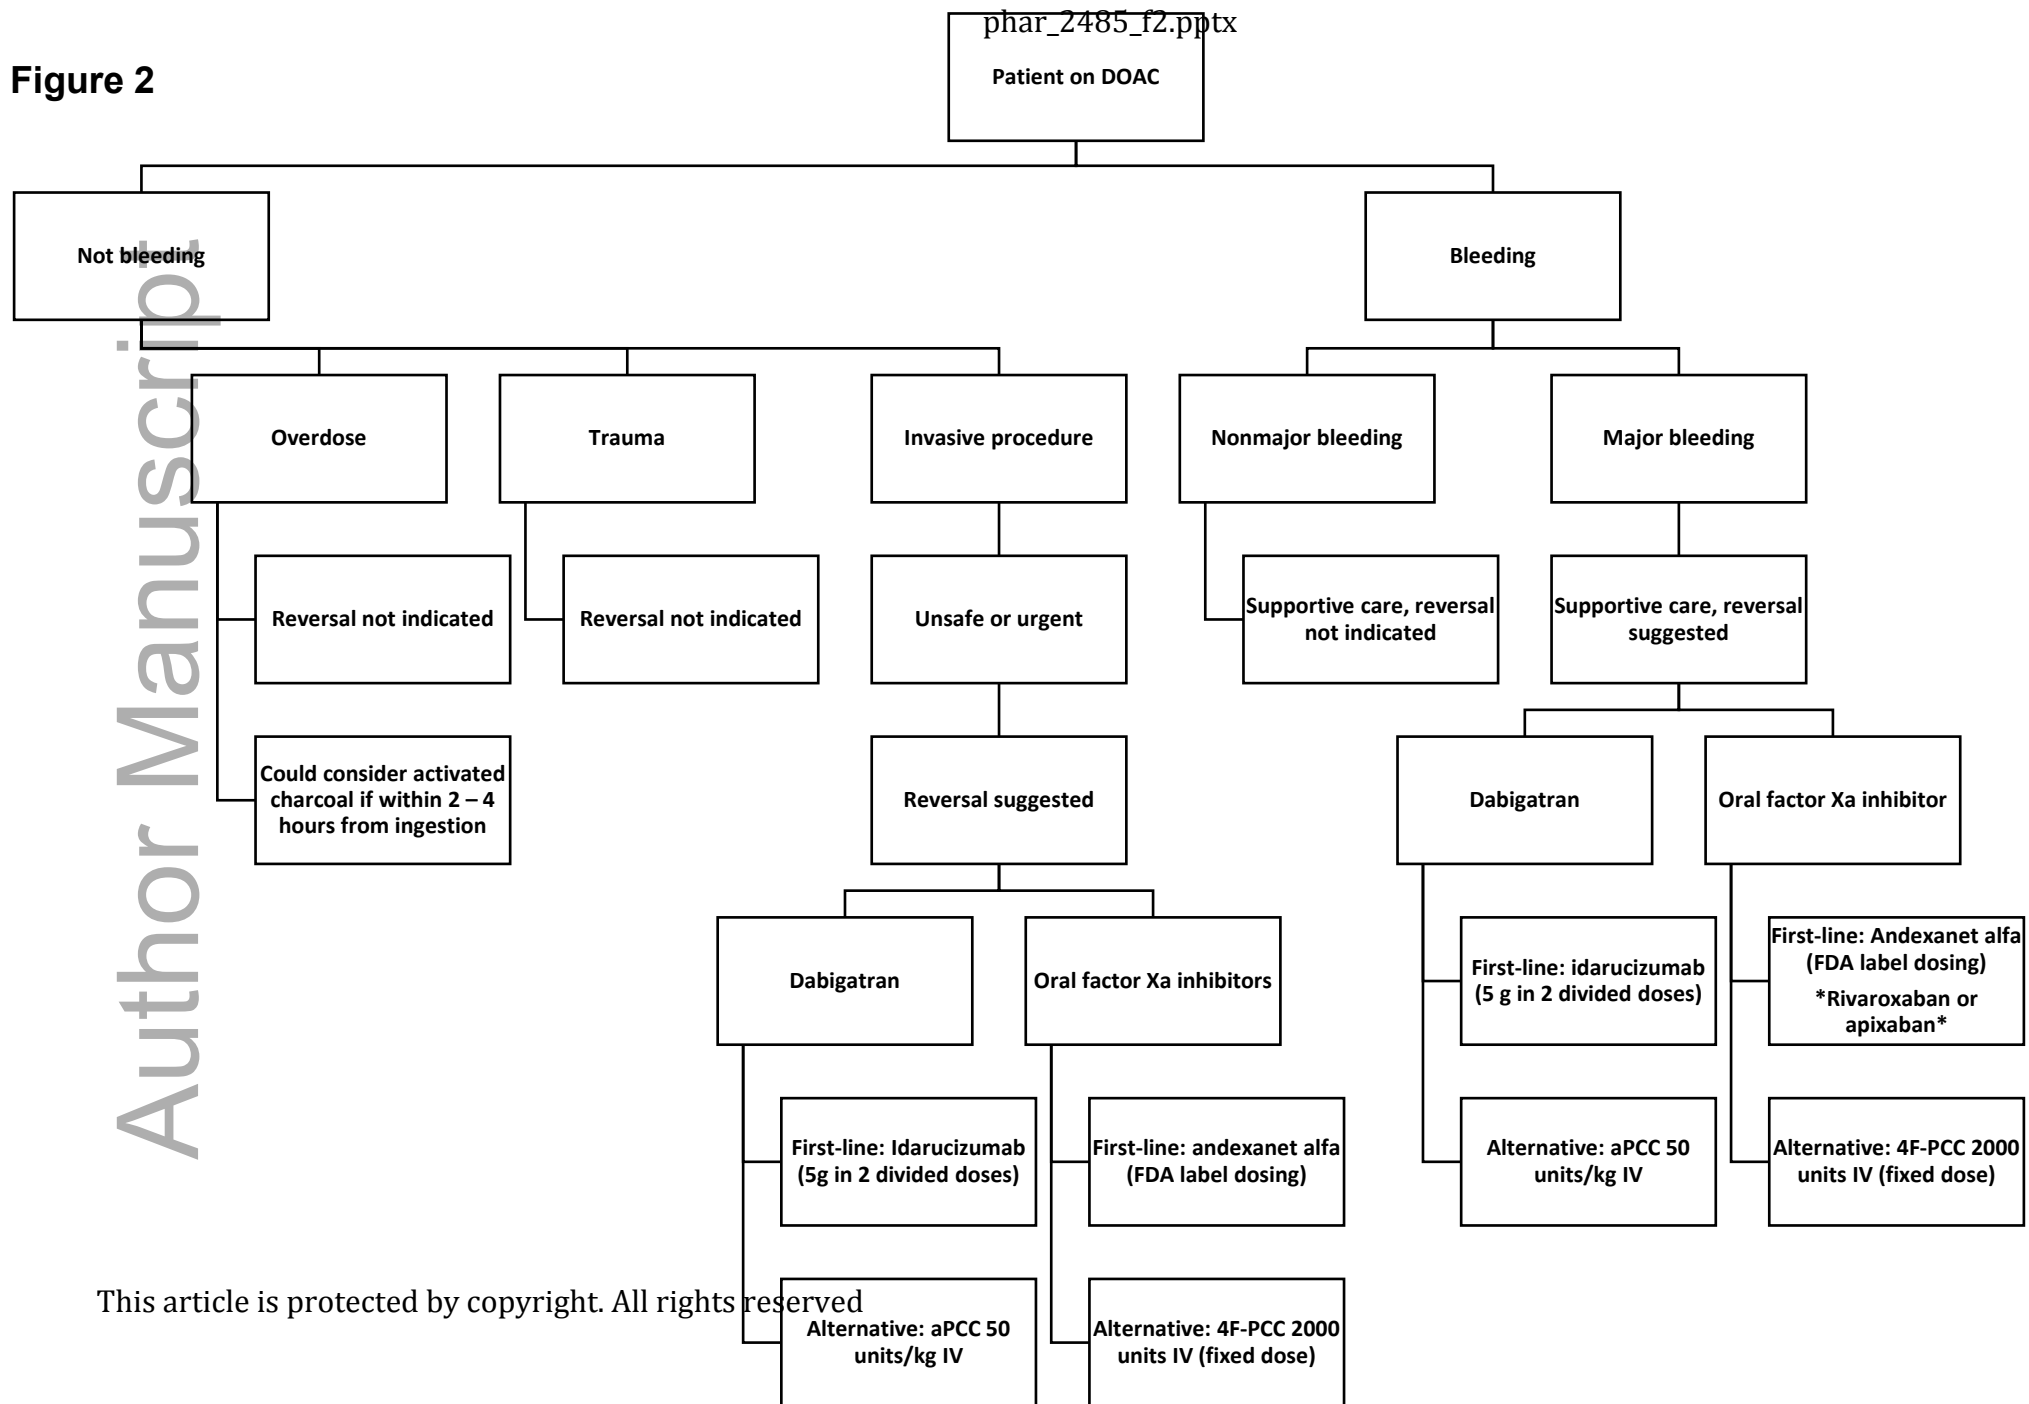 phar_2485_f2.pptx
Figure 2
Patient on DOAC
Not bleeding
Bleeding
Overdose
Trauma
Invasive procedure
Nonmajor bleeding
Major bleeding
Reversal not indicated
Reversal not indicated
Unsafe or urgent
Supportive care, reversal
not indicated
Supportive care, reversal
suggested
Could consider activated
charcoal if within 2 – 4
hours from ingestion
Reversal suggested
Dabigatran
Oral factor Xa inhibitor
Dabigatran
Oral factor Xa inhibitors
First-line: idarucizumab
(5 g in 2 divided doses)
First-line: Andexanet alfa
(FDA label dosing)
*Rivaroxaban or
apixaban*
First-line: Idarucizumab
(5g in 2 divided doses)
First-line: andexanet alfa
(FDA label dosing)
Alternative: aPCC 50
units/kg IV
Alternative: 4F-PCC 2000
units IV (fixed dose)
Alternative: aPCC 50
units/kg IV
Alternative: 4F-PCC 2000
units IV (fixed dose)
This article is protected by copyright. All rights reserved
Author Manuscript